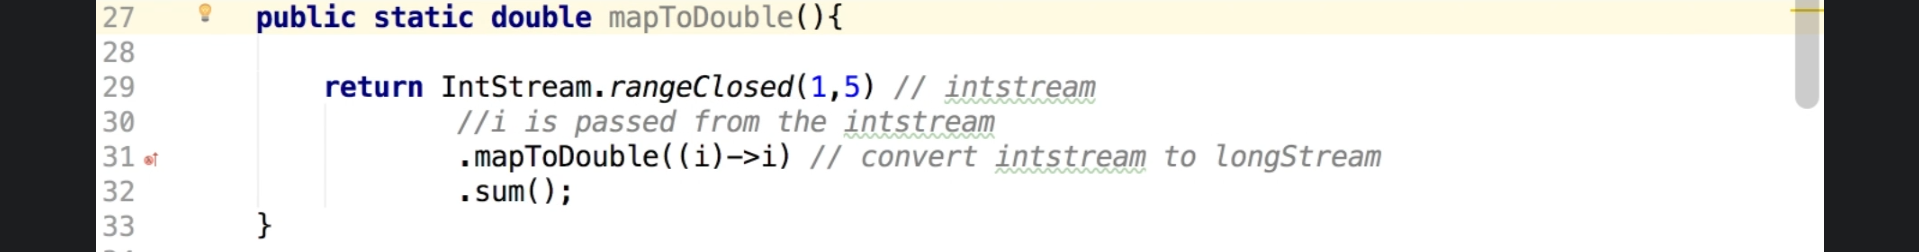 27 public static double mapToDouble(){
28
29 return IntStream.rangeClosed(1,5) // intstream
30 //i is passed from the intstream
31 .mapToDouble((i)->i) // convert intstream to longStream
32 .sum();
33 }